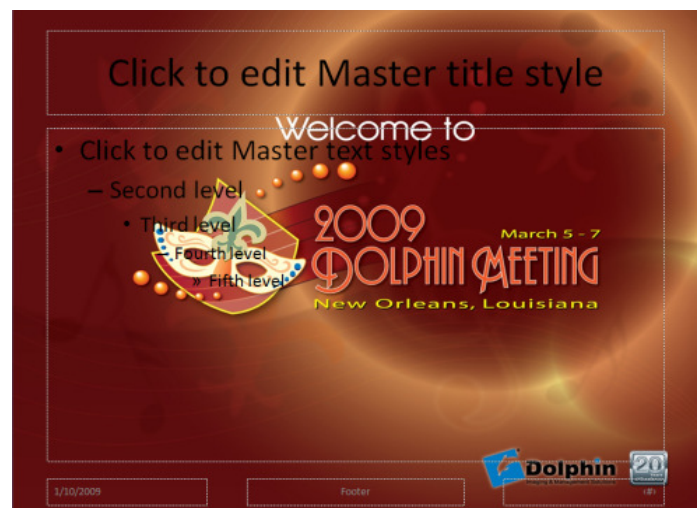 Click to edit Master title style
Welcome to
• Click to edit Master text styles
– Second level
• Third level
– Fourth level
» Fifth level
2009
March 5 - 7
DOLPHIN MEETING
New Orleans, Louisiana
Dolphin
20
1/10/2009
Footer
‹#›